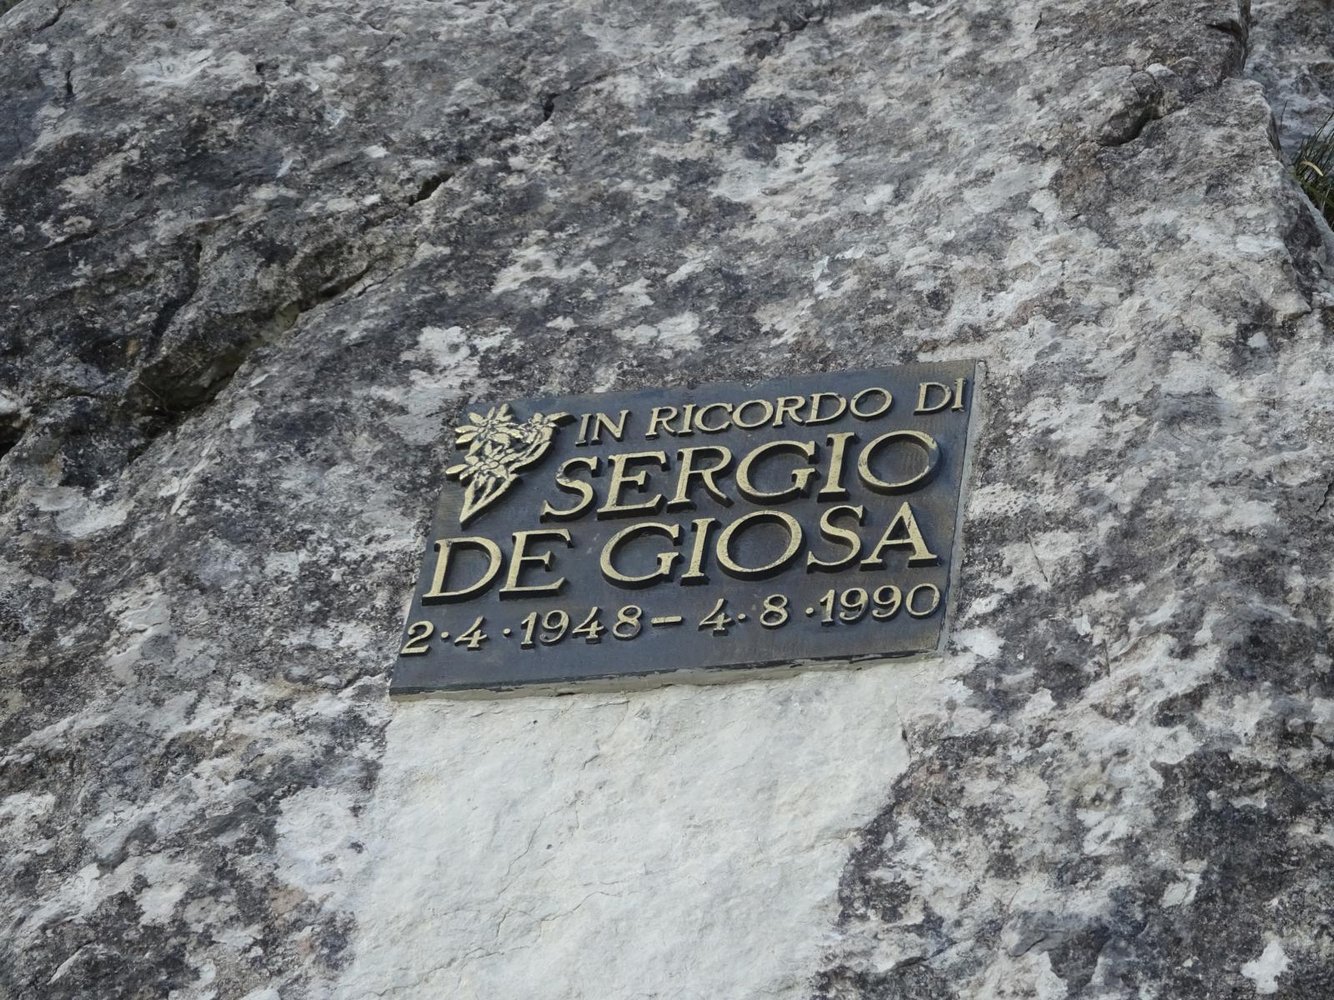 IN RICORDO DI
SERGIO
DE GIOSA
2·4·1948–4·8·1990